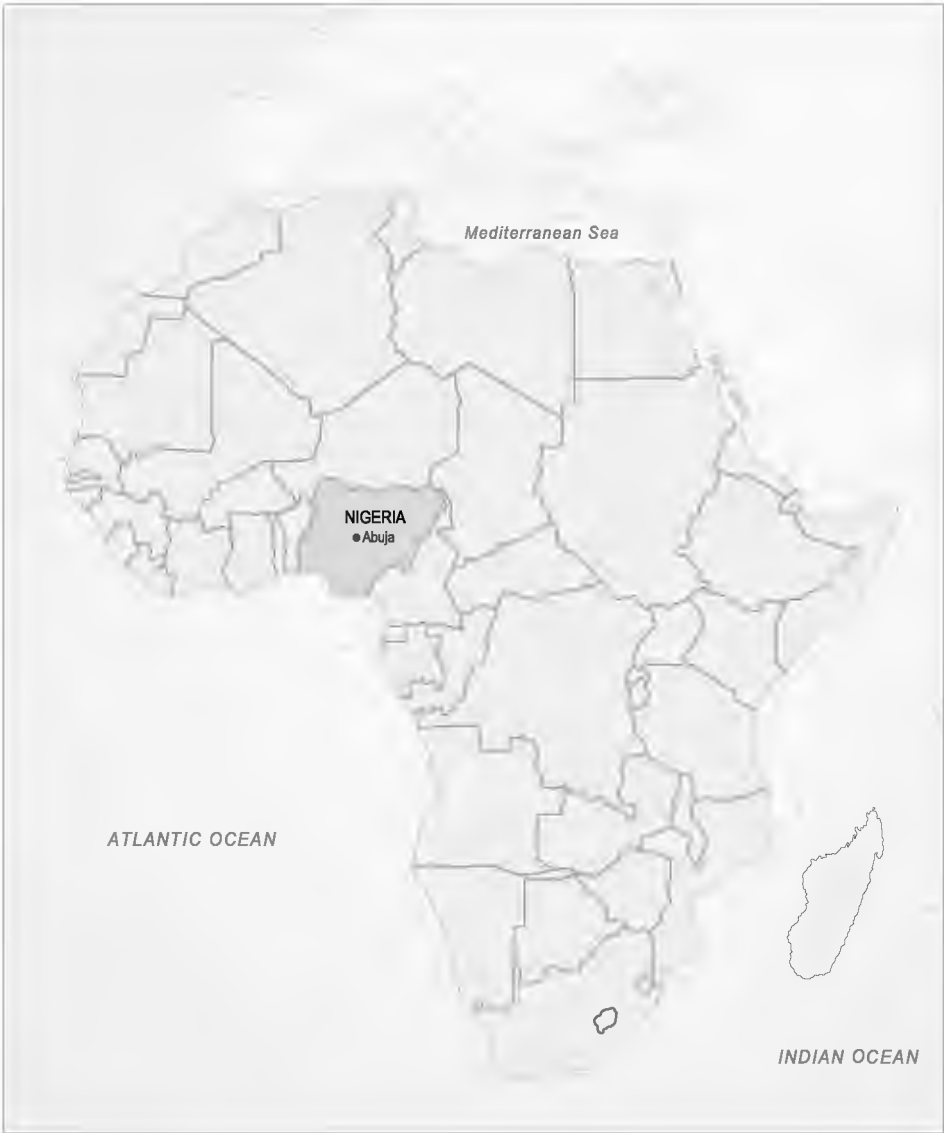 Mediterranean Sea
NIGERIA
Abuja
ATLANTIC OCEAN
INDIAN OCEAN